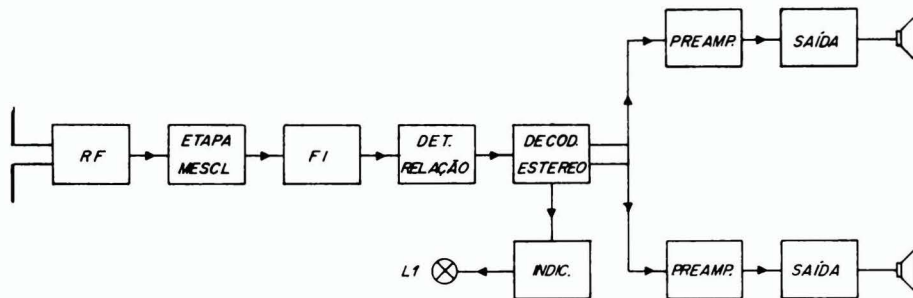 PREAMP.
SAÍDA
RF
ETAPA
MESCL
FI
DET.
RELAÇÃO
DECOD.
ESTEREO
L1
INDIC.
PREAMP.
SAÍDA